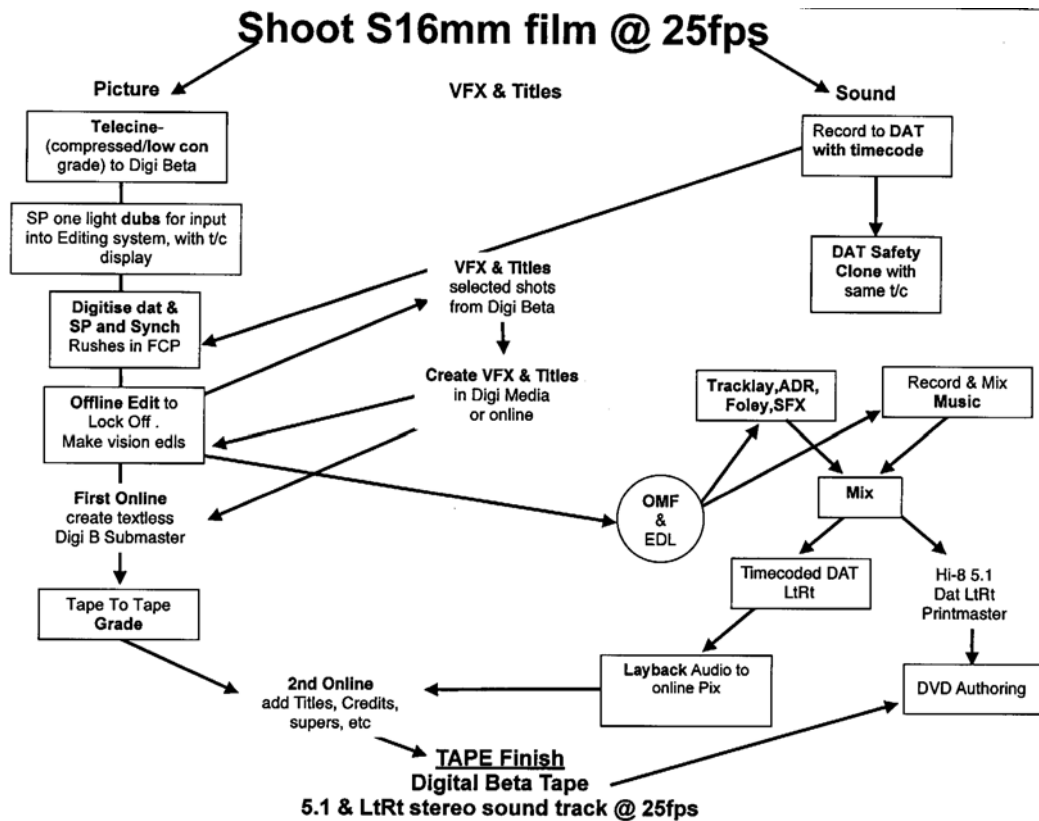 Shoot S16mm film @ 25fps
Picture
VFX & Titles
Sound
Telecine-
(compressed/low con
grade) to Digi Beta
Record to DAT
with timecode
SP one light dubs for input
into Editing system, with t/c
display
DAT Safety
Clone with
same t/c
VFX & Titles
selected shots
from Digi Beta
Digitise dat &
SP and Synch
Rushes in FCP
Create VFX & Titles
in Digi Media
or online
Offline Edit to
Lock Off .
Make vision edls
Tracklay,ADR,
Foley,SFX
Record & Mix
Music
First Online
create textless
Digi B Submaster
OMF
&
EDL
Mix
Timecoded DAT
LtRt
Hi-8 5.1
Dat LtRt
Printmaster
Tape To Tape
Grade
Layback Audio to
online Pix
DVD Authoring
2nd Online
add Titles, Credits,
supers, etc
TAPE Finish
Digital Beta Tape
5.1 & LtRt stereo sound track @ 25fps